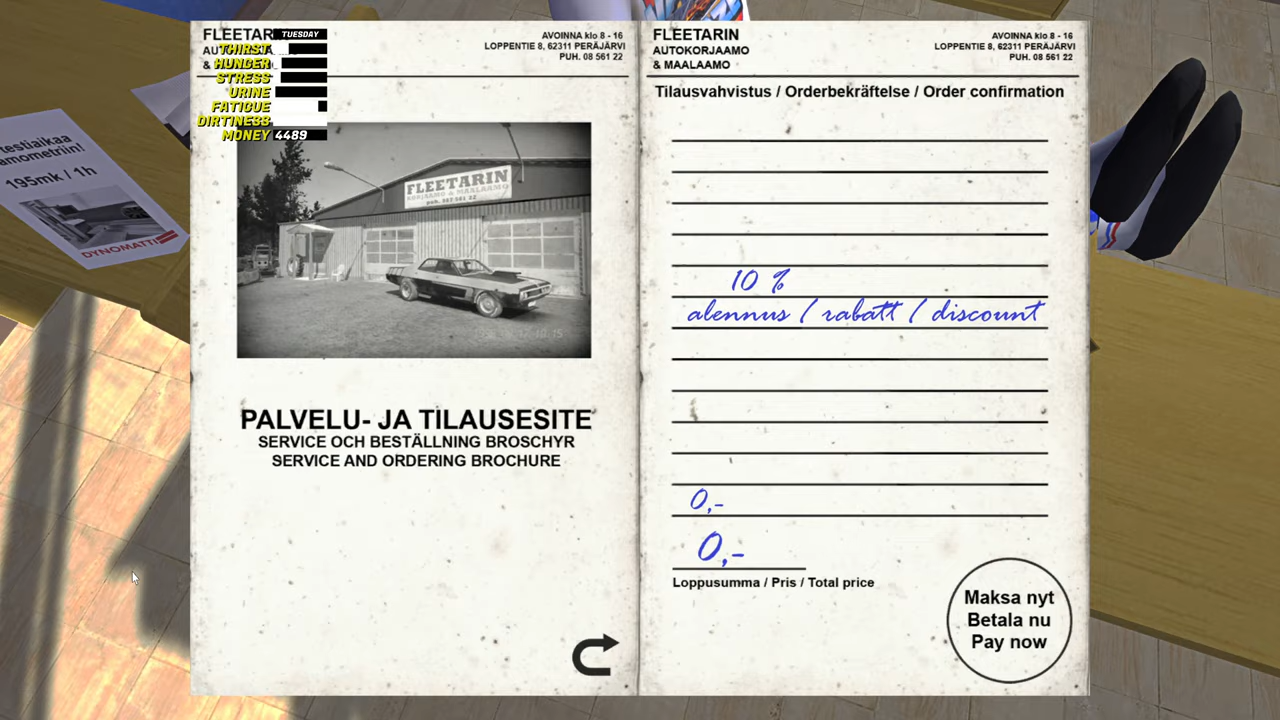 TUESDAY
THIRST
HUNGER
STRESS
URINE
FATIGUE
DIRTINESS
MONEY 4489
FLEETAR
AU
&
AVOINNA klo 8 - 16
LOPPENTIE 8, 62311 PERÄJÄRVI
PUH. 08 561 22
FLEETARIN
PALVELU- JA TILAUSESITE
SERVICE OCH BESTÄLLNING BROSCHYR
SERVICE AND ORDERING BROCHURE
FLEETARIN
AUTOKORJAAMO
& MAALAAMO
AVOINNA klo 8 - 16
LOPPENTIE 8, 62311 PERÄJÄRVI
PUH. 08 561 22
Tilausvahvistus / Orderbekräftelse / Order confirmation
10 %
alennus / rabatt / discount
0,-
0,-
Loppusumma / Pris / Total price
Maksa nyt
Betala nu
Pay now
testiaikaa
amometriin!
195mk / 1h
DYNOMATTI